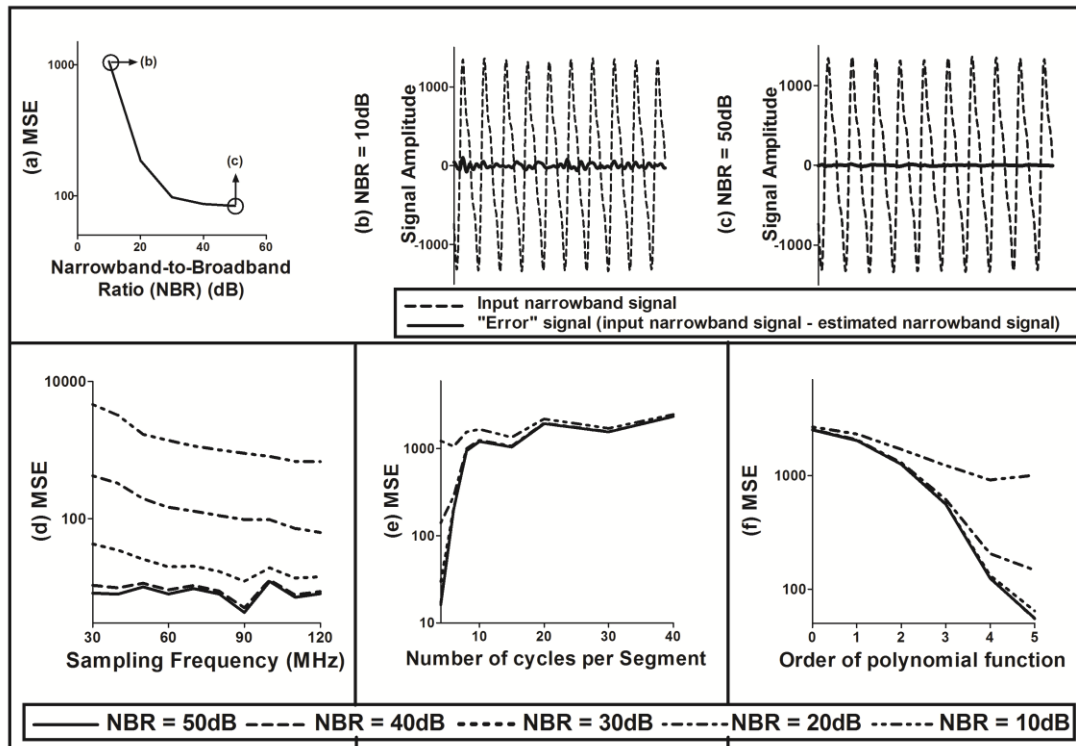 (a) MSE
1000
100
(b)
(c)
0
20
40
60
Narrowband-to-Broadband
Ratio (NBR) (dB)
(b) NBR = 10dB
Signal Amplitude
1000
0
-1000
(c) NBR = 50dB
Signal Amplitude
1000
0
-1000
Input narrowband signal
"Error" signal (input narrowband signal - estimated narrowband signal)
(d) MSE
10000
100
30
60
90
120
Sampling Frequency (MHz)
(e) MSE
1000
100
10
10
20
30
40
Number of cycles per Segment
(f) MSE
1000
100
0
1
2
3
4
5
Order of polynomial function
NBR = 50dB
NBR = 40dB
NBR = 30dB
NBR = 20dB
NBR = 10dB